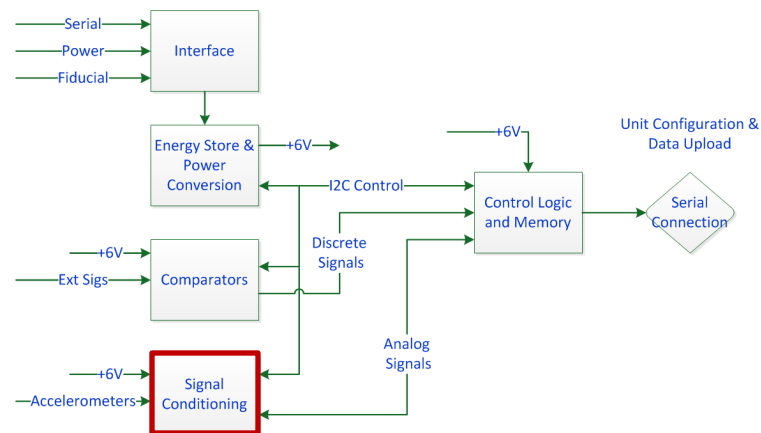 Serial
Power
Fiducial
Interface
Energy Store &
Power
Conversion
+6V
+6V
Unit Configuration &
Data Upload
I2C Control
Control Logic
and Memory
Serial
Connection
Discrete
Signals
+6V
Ext Sigs
Comparators
Analog
Signals
+6V
Accelerometers
Signal
Conditioning